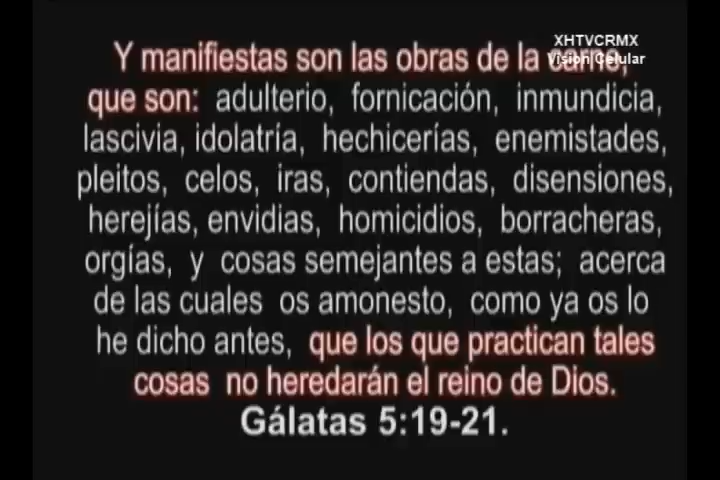 XHTVCRMX
Visión Celular
Y manifiestas son las obras de la carne,
que son: adulterio, fornicación, inmundicia,
lascivia, idolatría, hechicerías, enemistades,
pleitos, celos, iras, contiendas, disensiones,
herejías, envidias, homicidios, borracheras,
orgías, y cosas semejantes a estas; acerca
de las cuales os amonesto, como ya os lo
he dicho antes, que los que practican tales
cosas no heredarán el reino de Dios.
Gálatas 5:19-21.